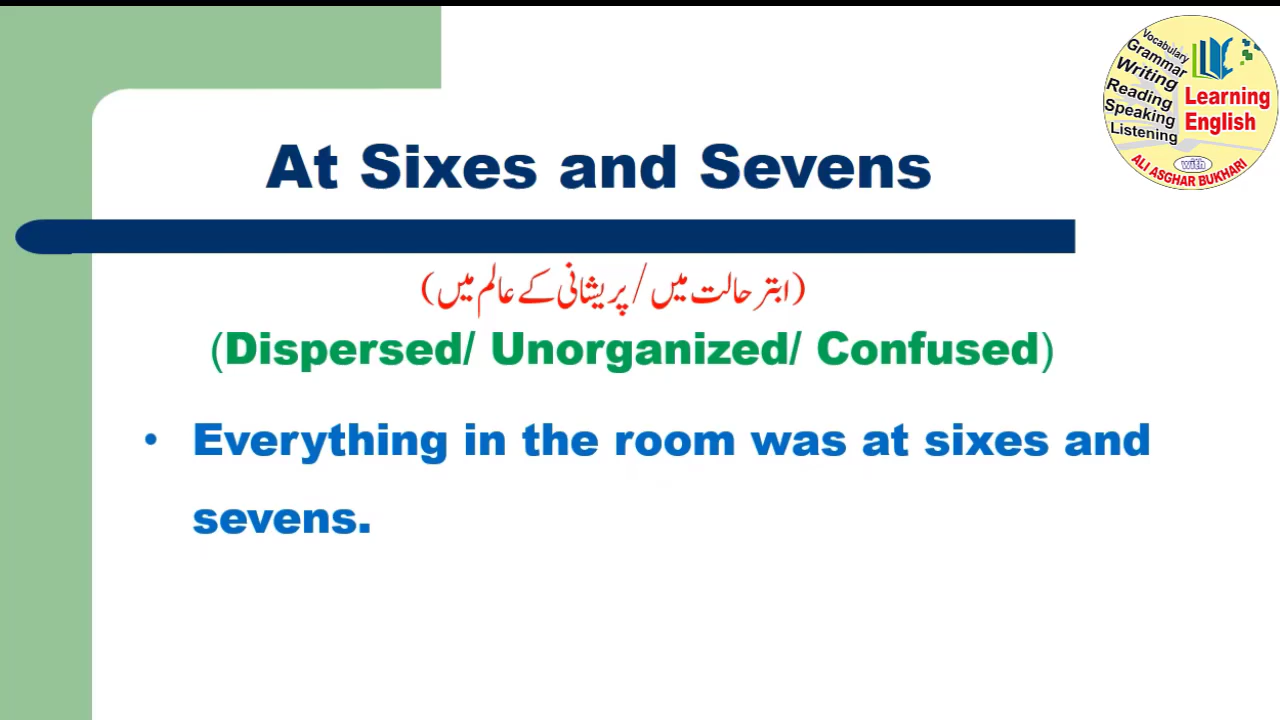 Vocabulary
Grammar
Writing
Reading
Speaking
Listening
Learning
English
with
ALI ASGHAR BUKHARI
At Sixes and Sevens
(ابتر حالت میں / پریشانی کے عالم میں)
(Dispersed/ Unorganized/ Confused)
• Everything in the room was at sixes and
sevens.